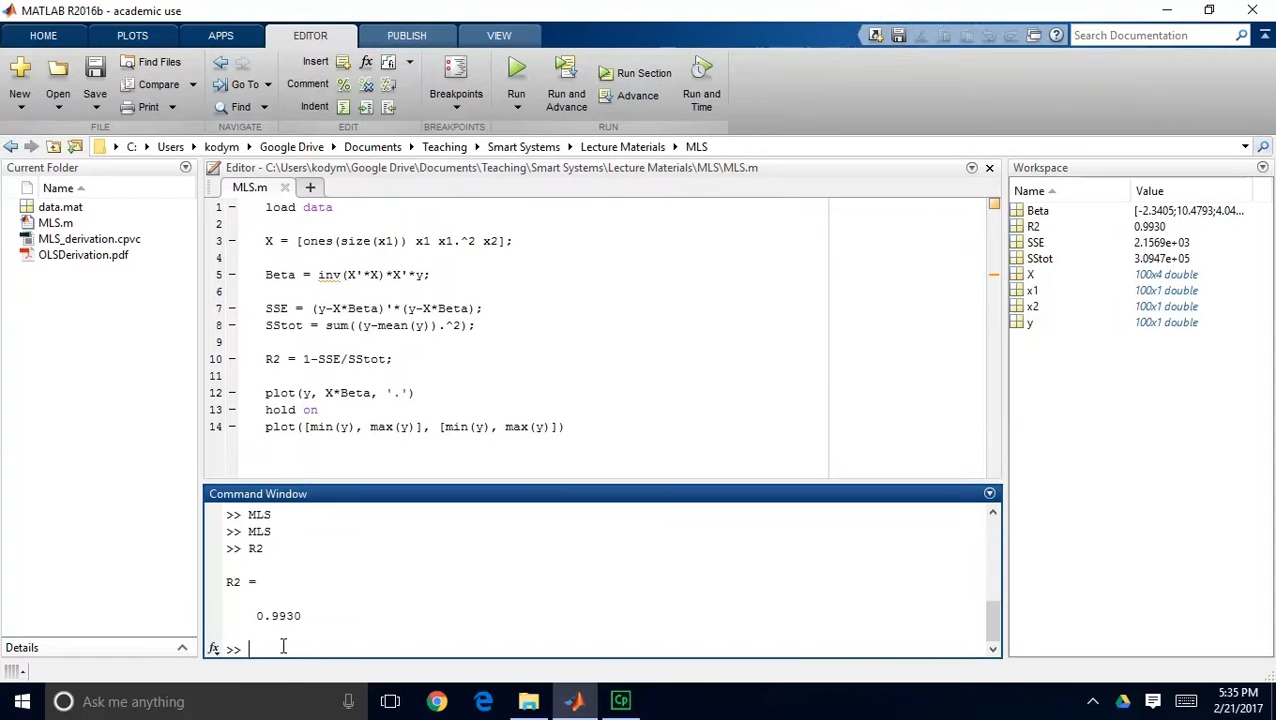 MATLAB R2016b - academic use
HOME PLOTS APPS EDITOR PUBLISH VIEW
Search Documentation
New Open Save Find Files Compare Print
Go To Find
Insert Comment Indent
Breakpoints
Run Run and Advance Run Section Advance Run and Time
FILE NAVIGATE EDIT BREAKPOINTS RUN
C: Users kodym Google Drive Documents Teaching Smart Systems Lecture Materials MLS
Current Folder
Name
data.mat
MLS.m
MLS_derivation.cpvc
OLSDerivation.pdf
Details
Editor - C:\Users\kodym\Google Drive\Documents\Teaching\Smart Systems\Lecture Materials\MLS\MLS.m
MLS.m
1 load data
2
3 X = [ones(size(x1)) x1 x1.^2 x2];
4
5 Beta = inv(X'*X)*X'*y;
6
7 SSE = (y-X*Beta)'*(y-X*Beta);
8 SStot = sum((y-mean(y)).^2);
9
10 R2 = 1-SSE/SStot;
11
12 plot(y, X*Beta, '.')
13 hold on
14 plot([min(y), max(y)], [min(y), max(y)])
Command Window
>> MLS
>> MLS
>> R2
R2 =
0.9930
fx >>
Workspace
Name Value
Beta [-2.3405;10.4793;4.04...
R2 0.9930
SSE 2.1569e+03
SStot 3.0947e+05
X 100x4 double
x1 100x1 double
x2 100x1 double
y 100x1 double
Ask me anything
Cp
5:35 PM
2/21/2017